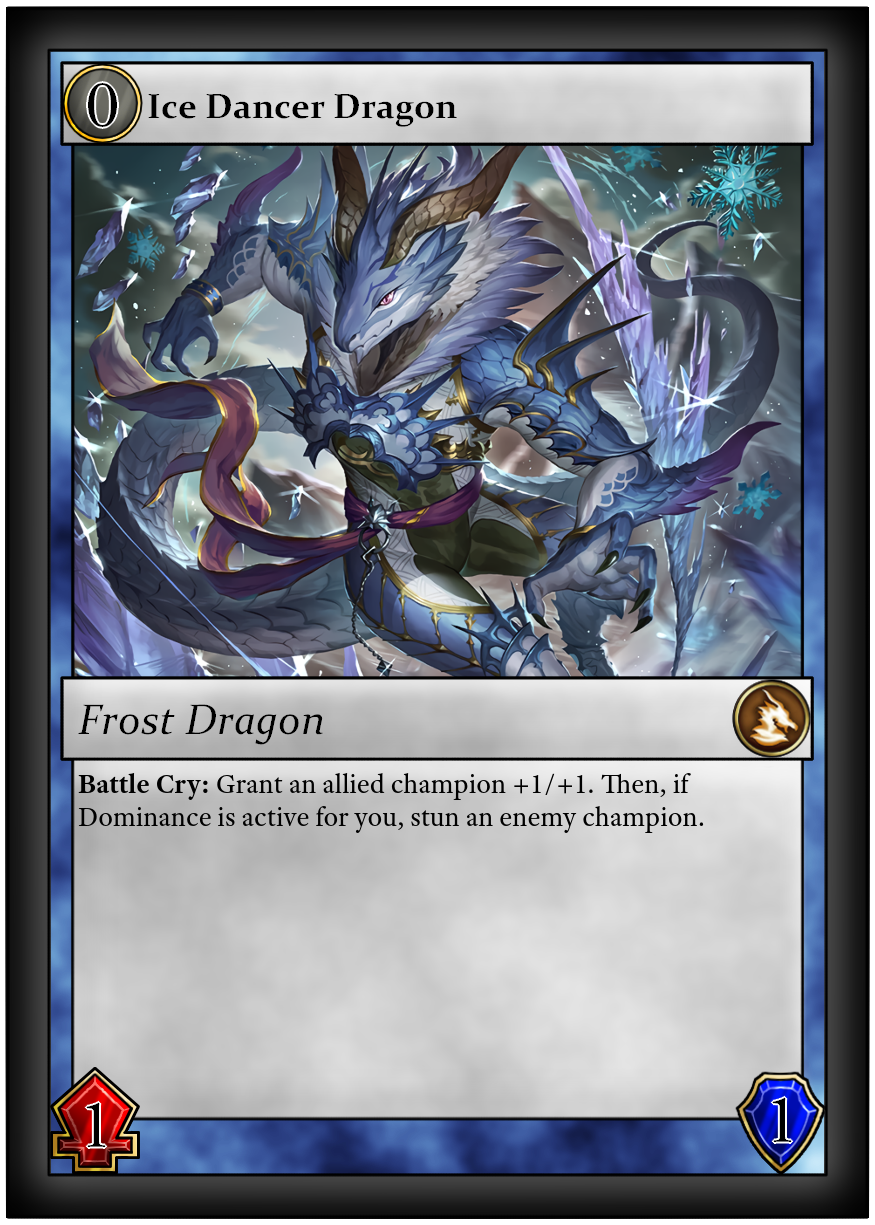 0 Ice Dancer Dragon
Frost Dragon
Battle Cry: Grant an allied champion +1/+1. Then, if
Dominance is active for you, stun an enemy champion.
1 1